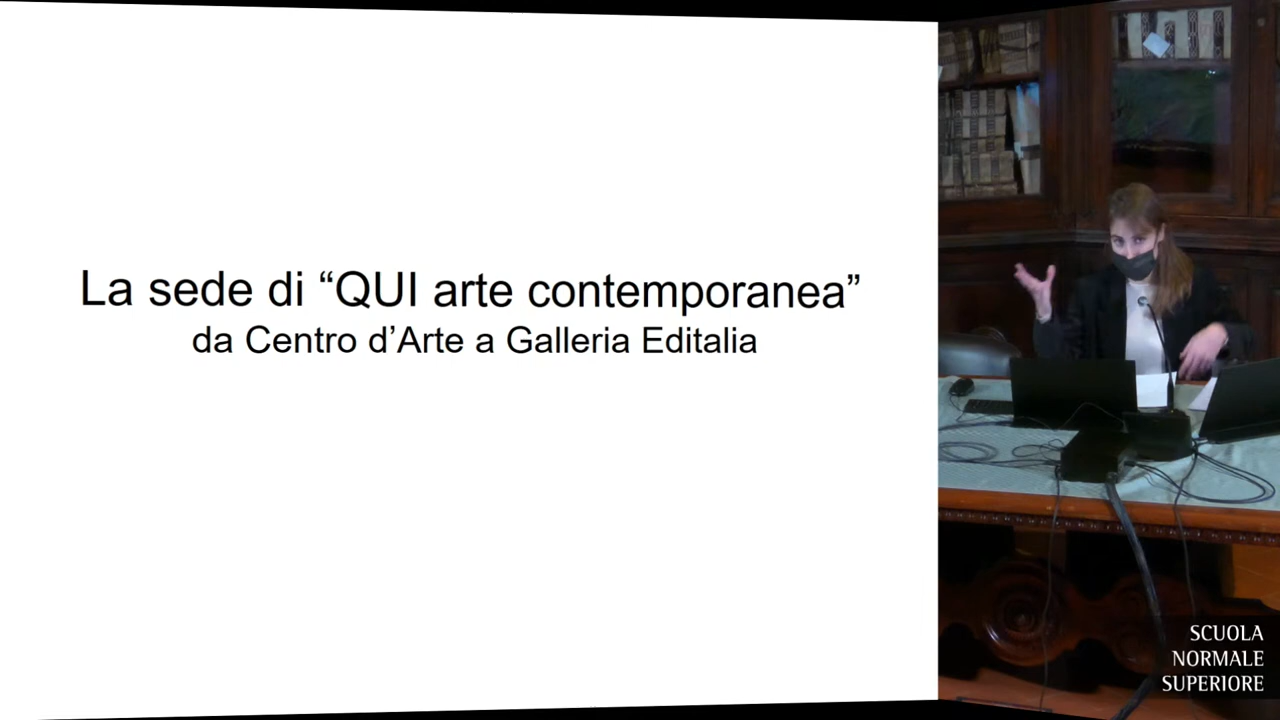 La sede di “QUI arte contemporanea”
da Centro d’Arte a Galleria Editalia
SCUOLA
NORMALE
SUPERIORE